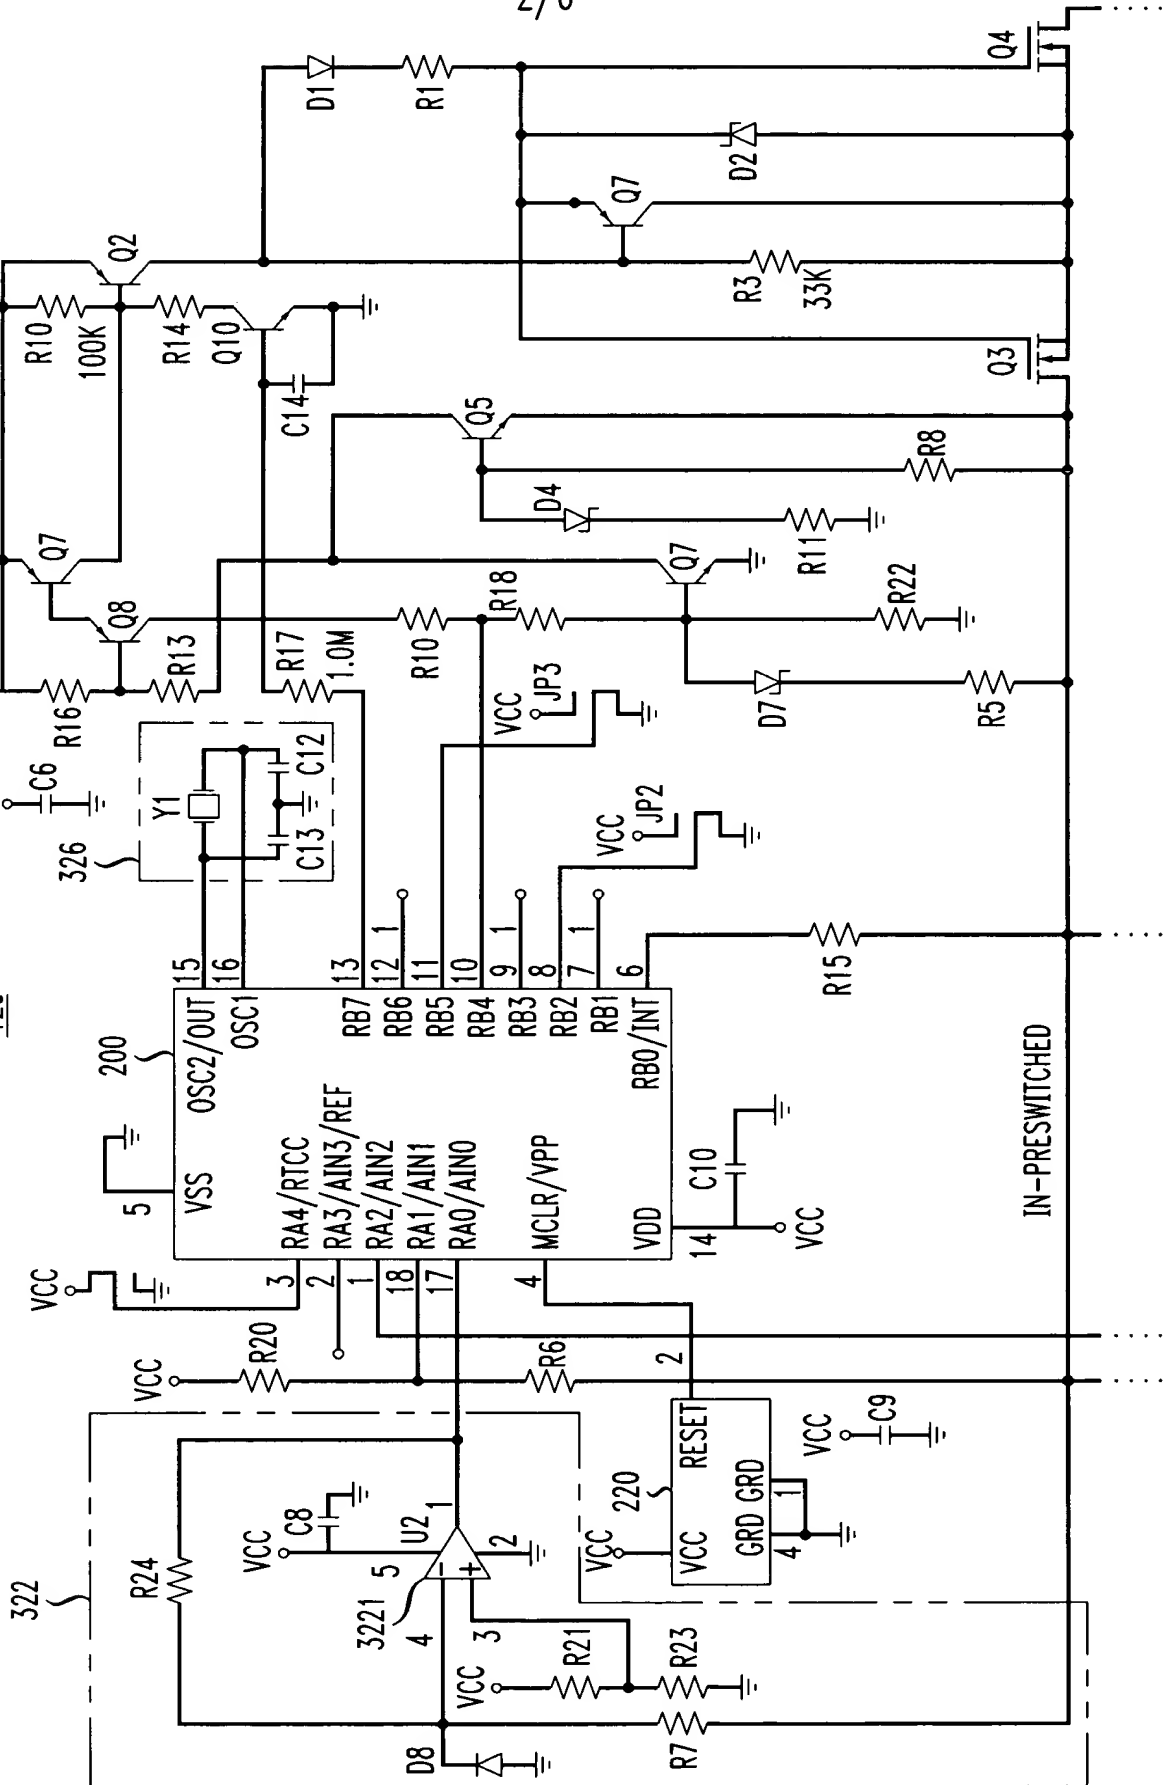 9/7
Q4
D1
R1
D2
Q7
Q2
R3
33K
R10
100K
R14
Q10
C14
Q3
Q5
R8
D4
R11
Q7
Q7
Q8
R18
R22
R10
R13
R17
1.0M
R16
VCC
JP3
D7
R5
C6
Y1
C12
C13
326
VCC
JP2
15
16
13
12
1
11
10
9
1
8
7
1
6
R15
200
OSC2/OUT
OSC1
RB7
RB6
RB5
RB4
RB3
RB2
RB1
RB0/INT
5
VSS
RA4/RTCC
RA3/AIN3/REF
RA2/AIN2
RA1/AIN1
RA0/AIN0
MCLR/VPP
VDD
C10
14
VCC
IN-PRESWITCHED
VCC
3
2
1
18
17
4
VCC
R20
R6
2
RESET
220
VCC
VCC
GRD
GRD
1
4
VCC
C9
322
R24
VCC
C8
U2
1
5
2
3221
4
3
-
+
VCC
R21
R23
D8
R7